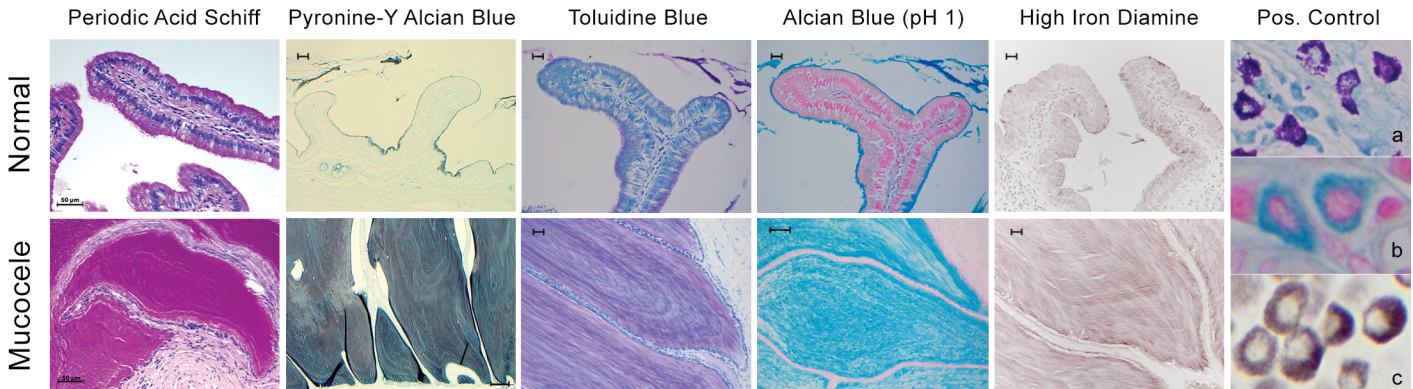 Periodic Acid Schiff
Pyronine-Y Alcian Blue
Toluidine Blue
Alcian Blue (pH 1)
High Iron Diamine
Pos. Control
Normal
50 µm
a
b
Mucocele
50 µm
c